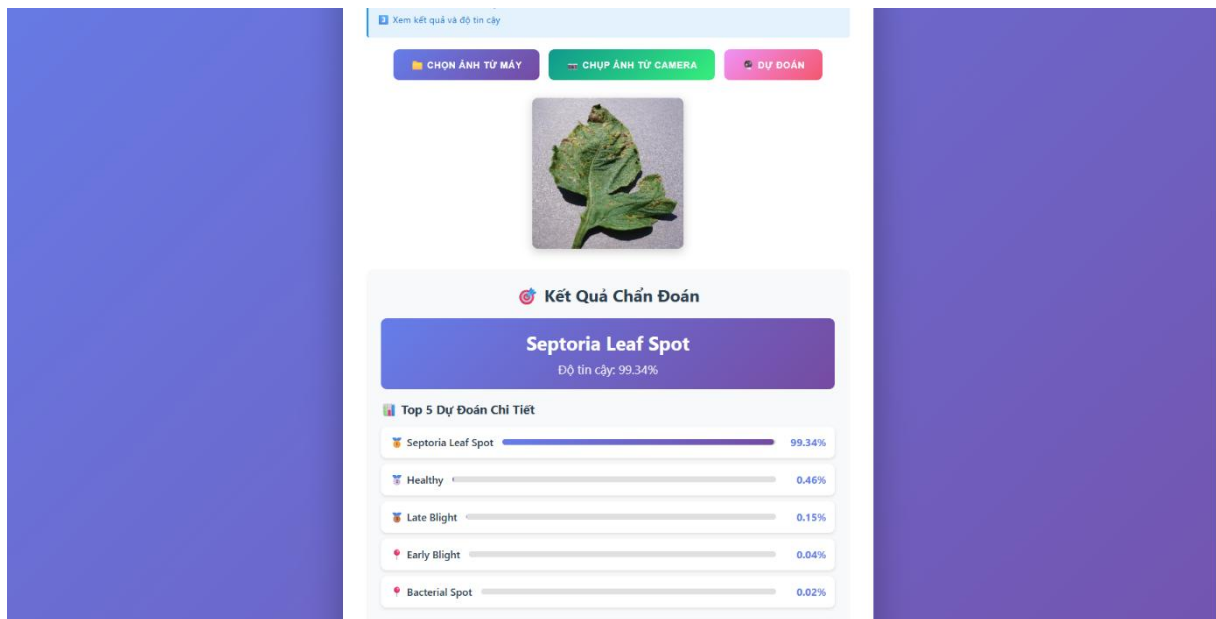 3 Xem kết quả và độ tin cậy
CHỌN ẢNH TỪ MÁY
CHỤP ẢNH TỪ CAMERA
DỰ ĐOÁN
Kết Quả Chẩn Đoán
Septoria Leaf Spot
Độ tin cậy: 99.34%
Top 5 Dự Đoán Chi Tiết
Septoria Leaf Spot 99.34%
Healthy 0.46%
Late Blight 0.15%
Early Blight 0.04%
Bacterial Spot 0.02%